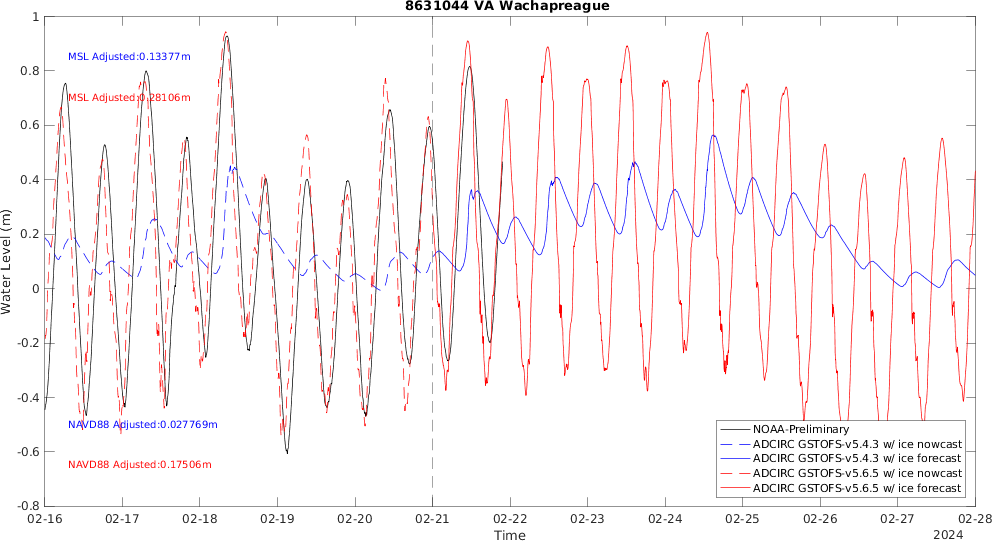 8631044 VA Wachapreague
1
0.8
0.6
0.4
0.2
0
-0.2
-0.4
-0.6
-0.8
Water Level (m)
MSL Adjusted:0.13377m
MSL Adjusted:0.28106m
NAVD88 Adjusted:0.027769m
NAVD88 Adjusted:0.17506m
NOAA-Preliminary
ADCIRC GSTOFS-v5.4.3 w/ ice nowcast
ADCIRC GSTOFS-v5.4.3 w/ ice forecast
ADCIRC GSTOFS-v5.6.5 w/ ice nowcast
ADCIRC GSTOFS-v5.6.5 w/ ice forecast
02-16 02-17 02-18 02-19 02-20 02-21 02-22 02-23 02-24 02-25 02-26 02-27 02-28
Time
2024